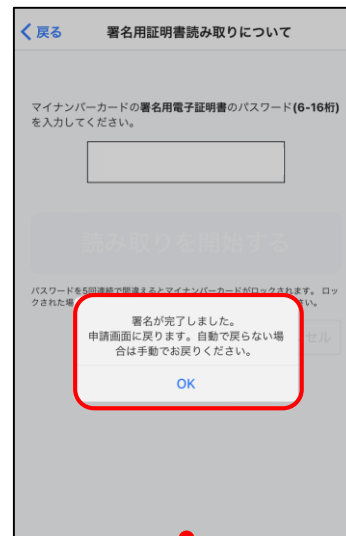 戻る 署名用証明書読み取りについて
マイナンバーカードの署名用電子証明書のパスワード(6-16桁)
を入力してください。
読み取りを開始する
パスワードを5回連続で間違えるとマイナンバーカードがロックされます。 ロッ
クされた場
さい。
セル
署名が完了しました。
申請画面に戻ります。自動で戻らない場
合は手動でお戻りください。
OK